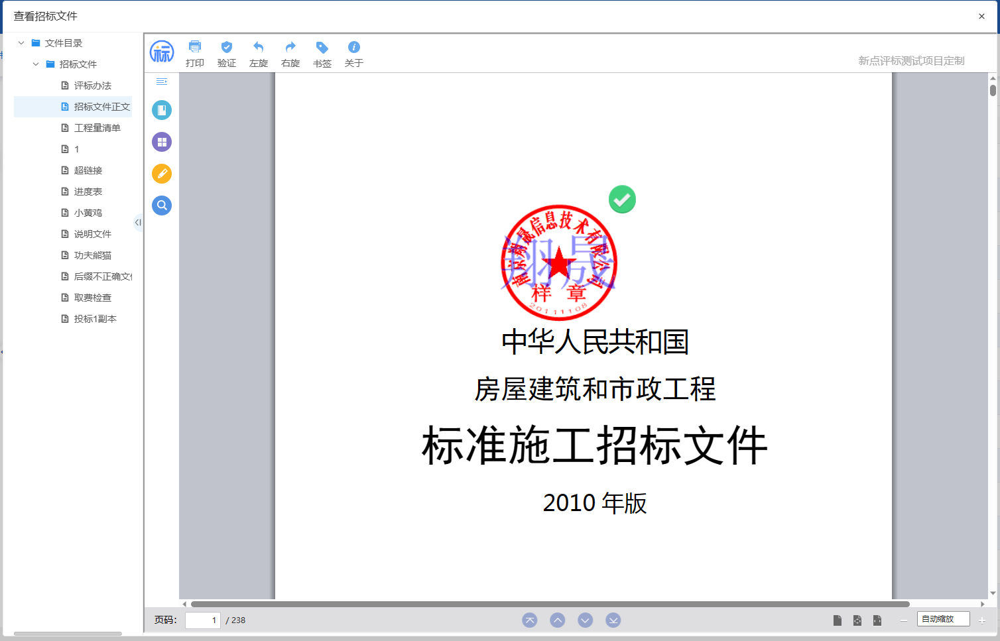 查看招标文件
文件目录
招标文件
评标办法
招标文件正文
工程量清单
1
超链接
进度表
小黄鸡
说明文件
功夫熊猫
后缀不正确文
取费检查
投标1副本
标
打印
验证
左旋
右旋
书签
关于
新点评标测试项目定制
南京翔晟信息技术有限公司
翔晟
样章
20111108
中华人民共和国
房屋建筑和市政工程
标准施工招标文件
2010 年版
页码: 1 / 238
自动缩放